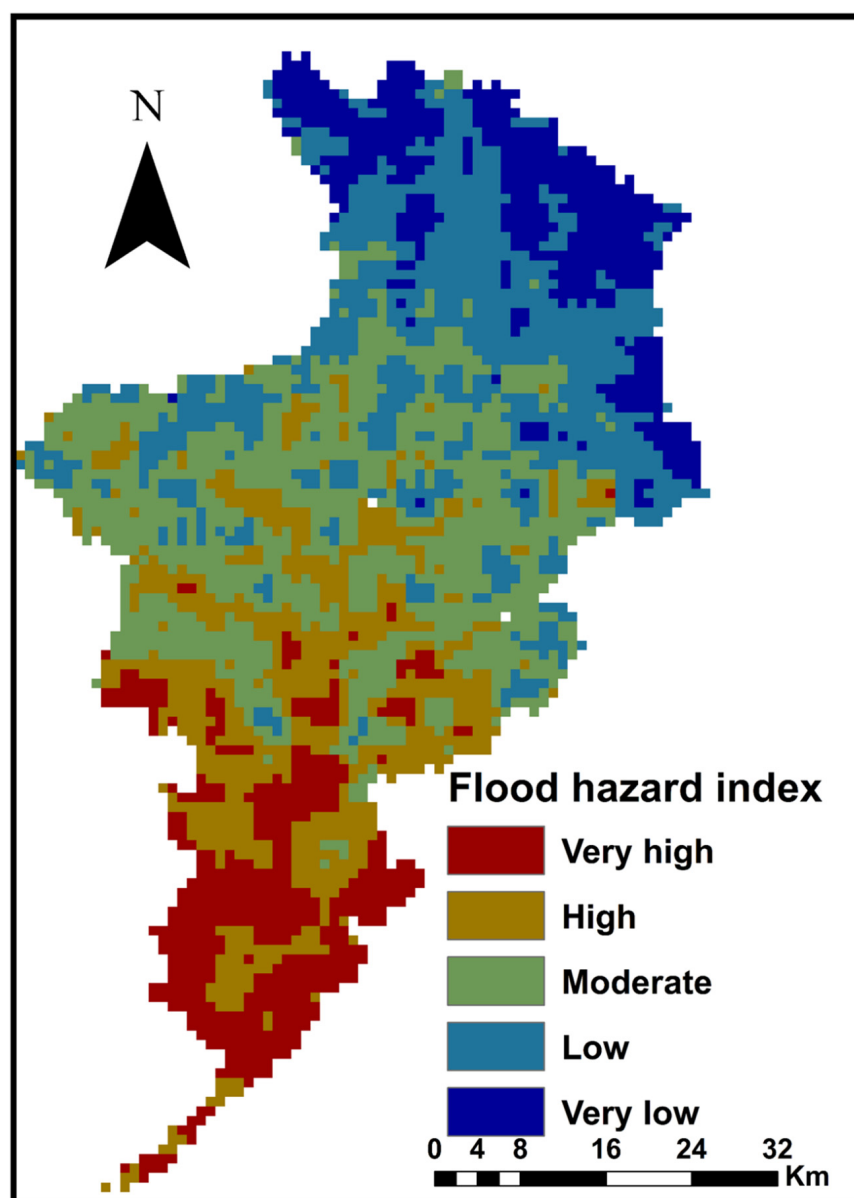 N
Flood hazard index
Very high
High
Moderate
Low
Very low
0 4 8 16 24 32
Km